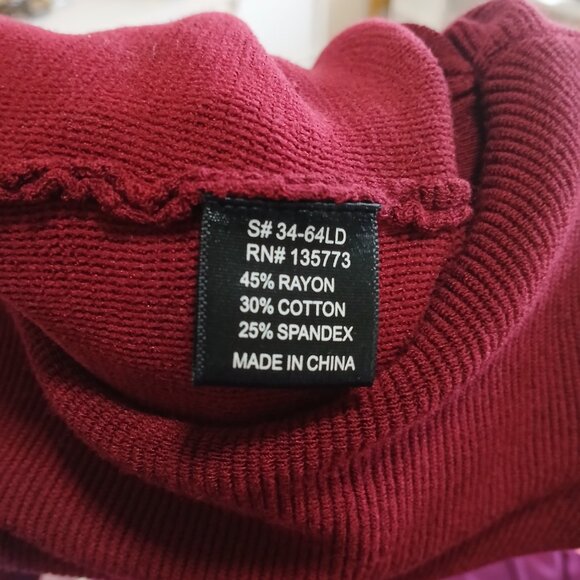 S# 34-64LD
RN# 135773
45% RAYON
30% COTTON
25% SPANDEX
MADE IN CHINA